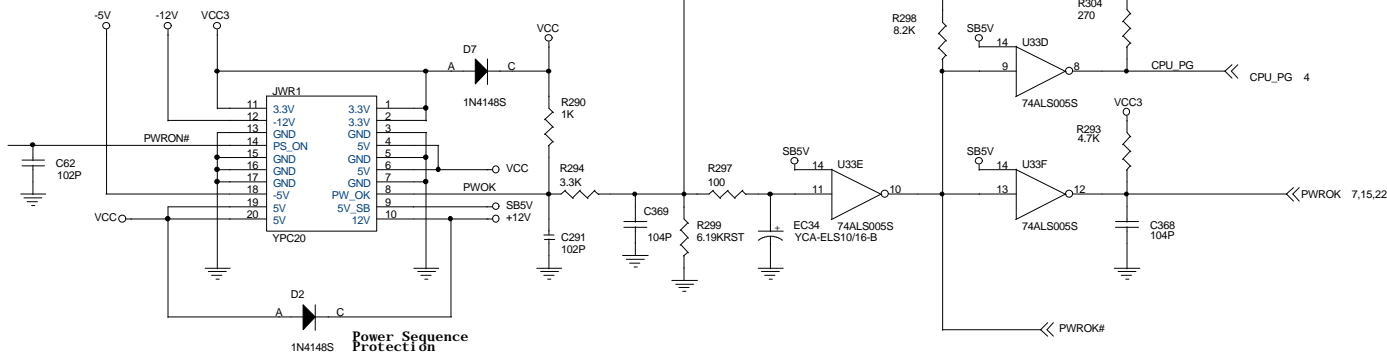 -5V
-12V
VCC3
VCC
R298
8.2K
R304
270
SB5V
U33D
14
9
8
CPU_PG
CPU_PG 4
74ALS005S
D7
A
C
1N4148S
R290
1K
JWR1
11 3.3V 3.3V 1
12 -12V 3.3V 2
13 GND GND 3
14 PS_ON 5V 4
15 GND GND 5
16 GND 5V 6
17 GND GND 7
18 -5V PW_OK 8
19 5V 5V_SB 9
20 5V 12V 10
YPC20
PWRON#
C62
102P
VCC
VCC
PWOK
SB5V
+12V
R294
3.3K
C291
102P
C369
104P
R297
100
R299
6.19KRST
EC34
YCA-ELS10/16-B
SB5V
U33E
14
11
10
74ALS005S
VCC3
R293
4.7K
SB5V
U33F
14
13
12
74ALS005S
C368
104P
PWROK 7,15,22
PWROK#
D2
A
C
1N4148S
Power Sequence
Protection